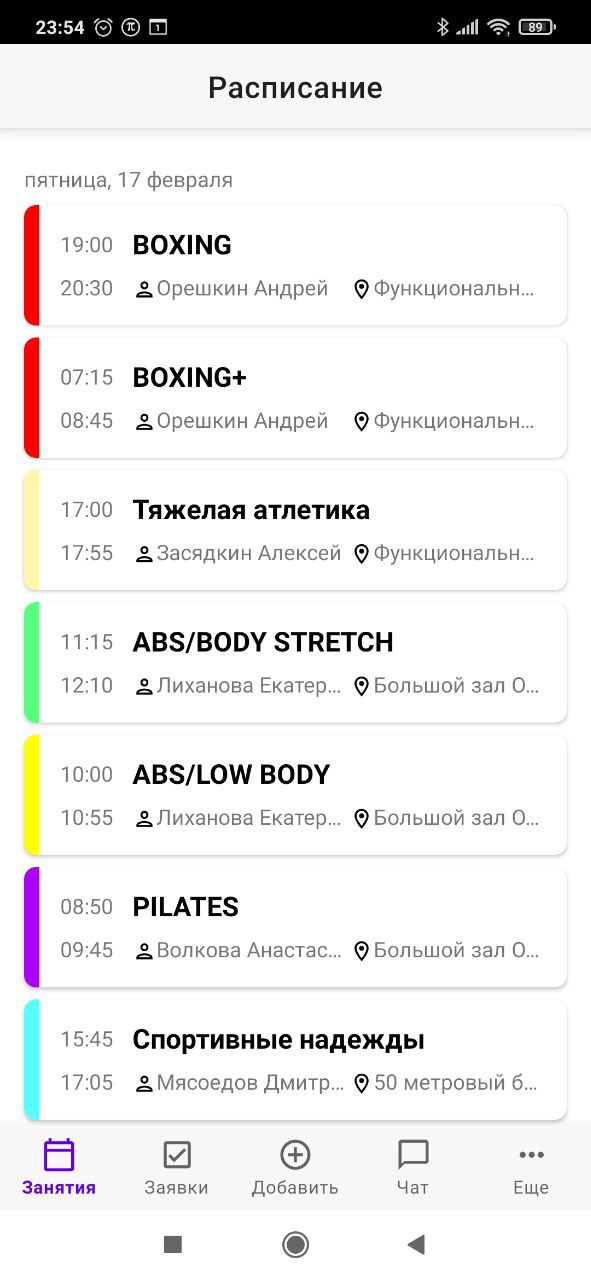 23:54 1 89
Расписание
пятница, 17 февраля
19:00 BOXING
20:30 Орешкин Андрей Функциональн...
07:15 BOXING+
08:45 Орешкин Андрей Функциональн...
17:00 Тяжелая атлетика
17:55 Засядкин Алексей Функциональн...
11:15 ABS/BODY STRETCH
12:10 Лиханова Екатер... Большой зал О...
10:00 ABS/LOW BODY
10:55 Лиханова Екатер... Большой зал О...
08:50 PILATES
09:45 Волкова Анастас... Большой зал О...
15:45 Спортивные надежды
17:05 Мясоедов Дмитр... 50 метровый б...
Занятия Заявки Добавить Чат Еще